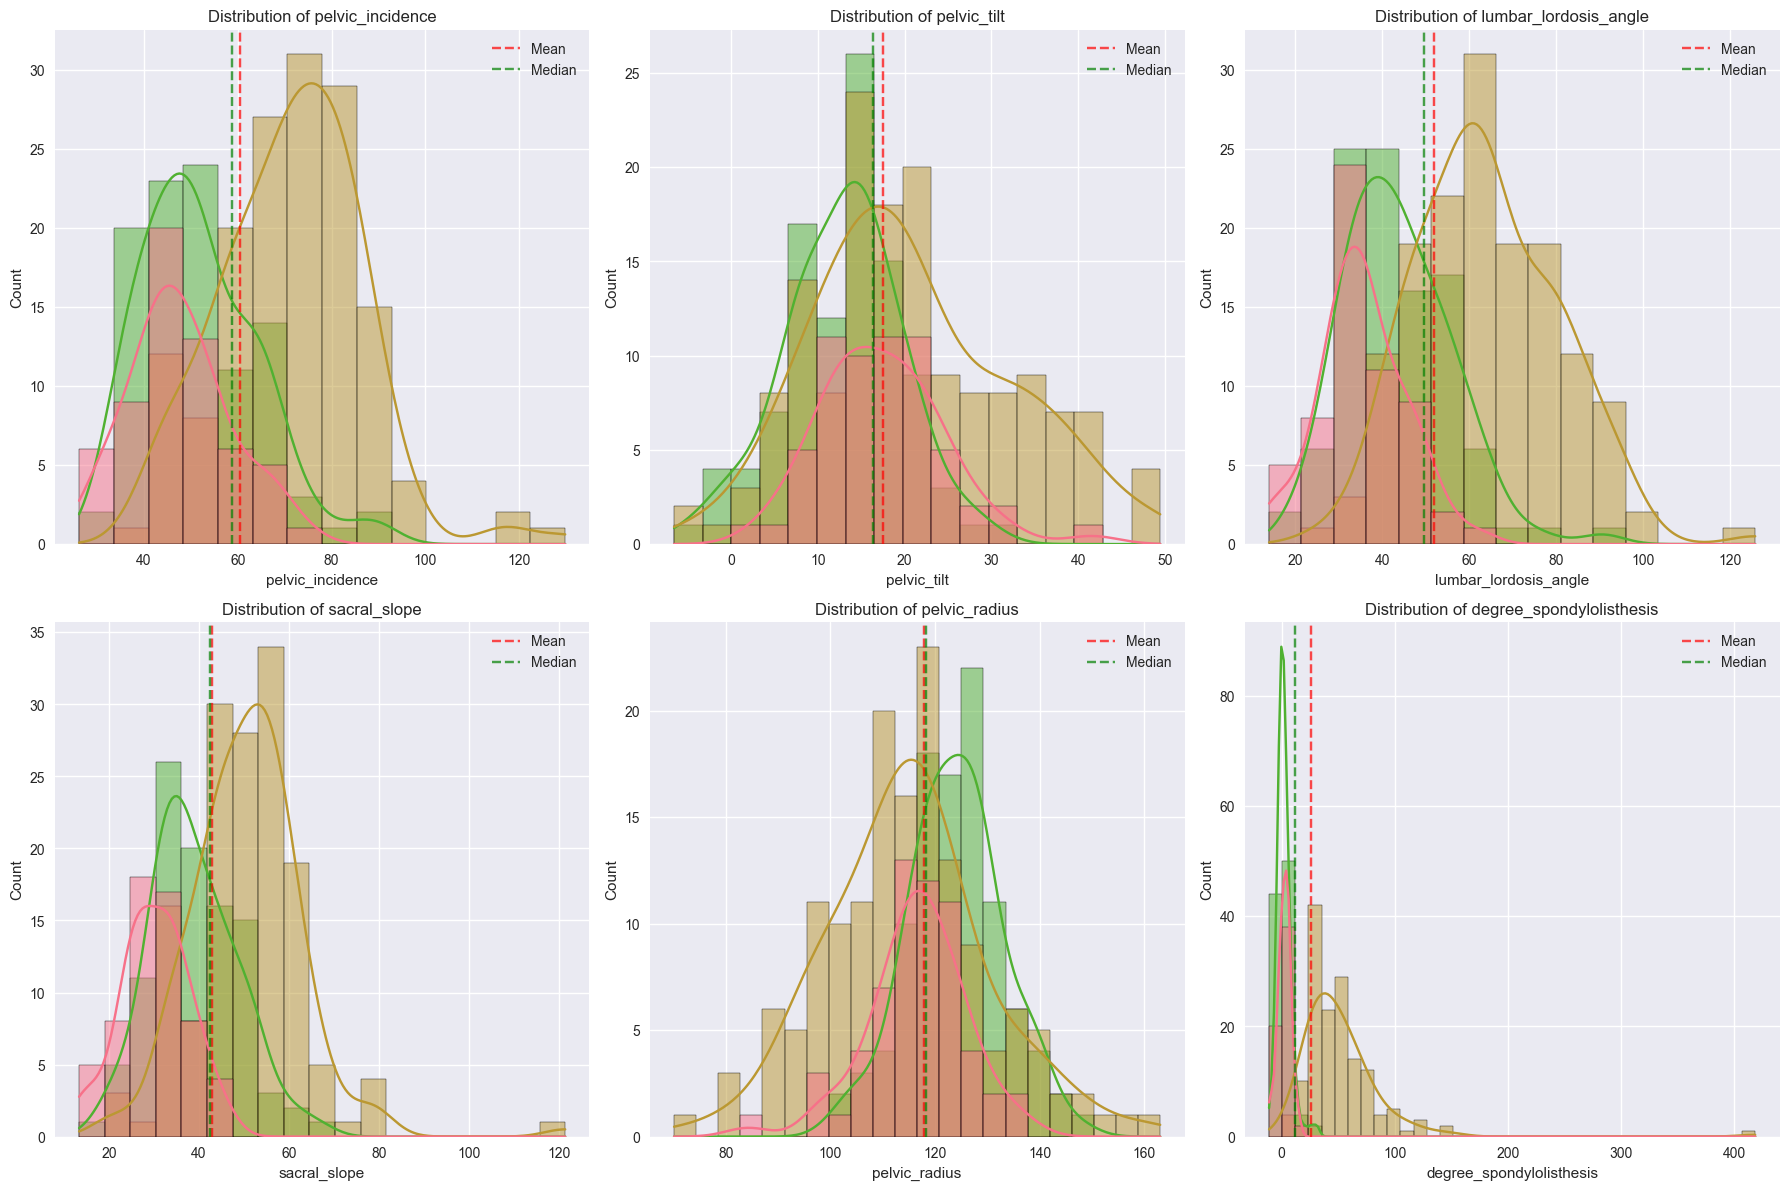 Distribution of pelvic_incidence
Mean
Median
30
25
20
15
10
5
0
Count
40
60
80
100
120
pelvic_incidence
Distribution of pelvic_tilt
Mean
Median
25
20
15
10
5
0
Count
0
10
20
30
40
50
pelvic_tilt
Distribution of lumbar_lordosis_angle
Mean
Median
30
25
20
15
10
5
0
Count
20
40
60
80
100
120
lumbar_lordosis_angle
Distribution of sacral_slope
Mean
Median
35
30
25
20
15
10
5
0
Count
20
40
60
80
100
120
sacral_slope
Distribution of pelvic_radius
Mean
Median
20
15
10
5
0
Count
80
100
120
140
160
pelvic_radius
Distribution of degree_spondylolisthesis
Mean
Median
80
60
40
20
0
Count
0
100
200
300
400
degree_spondylolisthesis